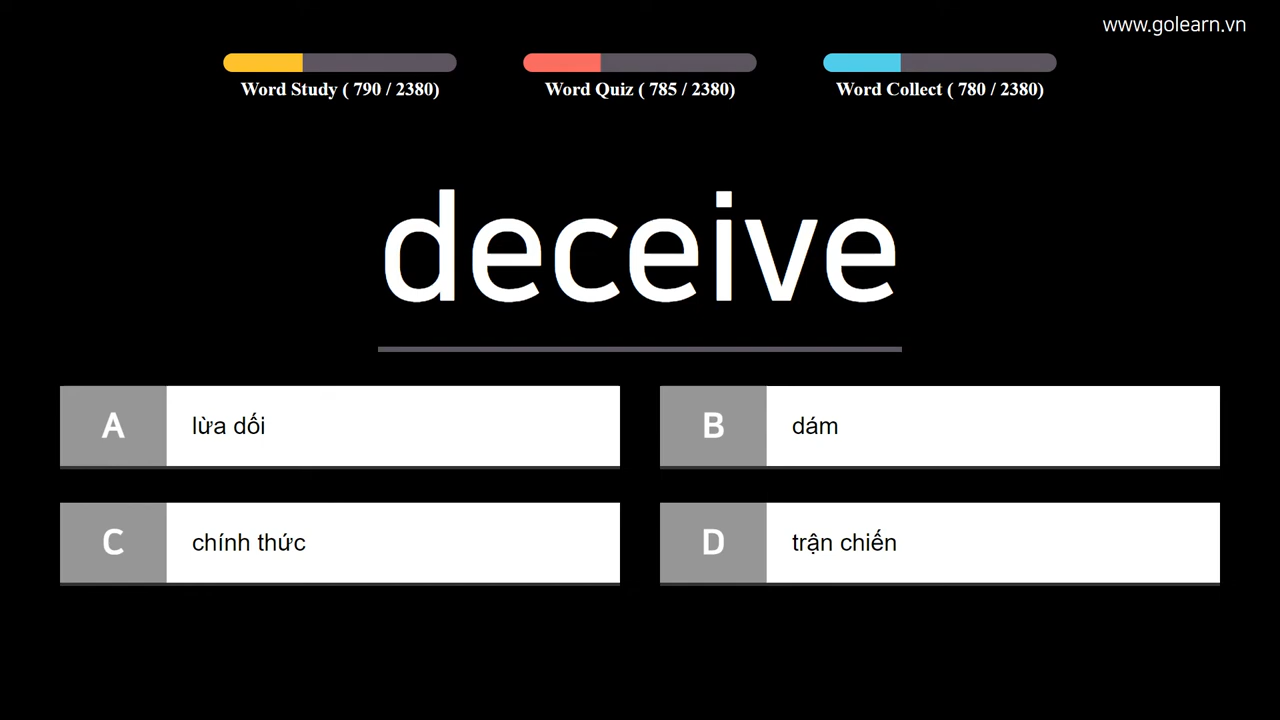 www.golearn.vn
Word Study ( 790 / 2380)
Word Quiz ( 785 / 2380)
Word Collect ( 780 / 2380)
deceive
A lừa dối
B dám
C chính thức
D trận chiến